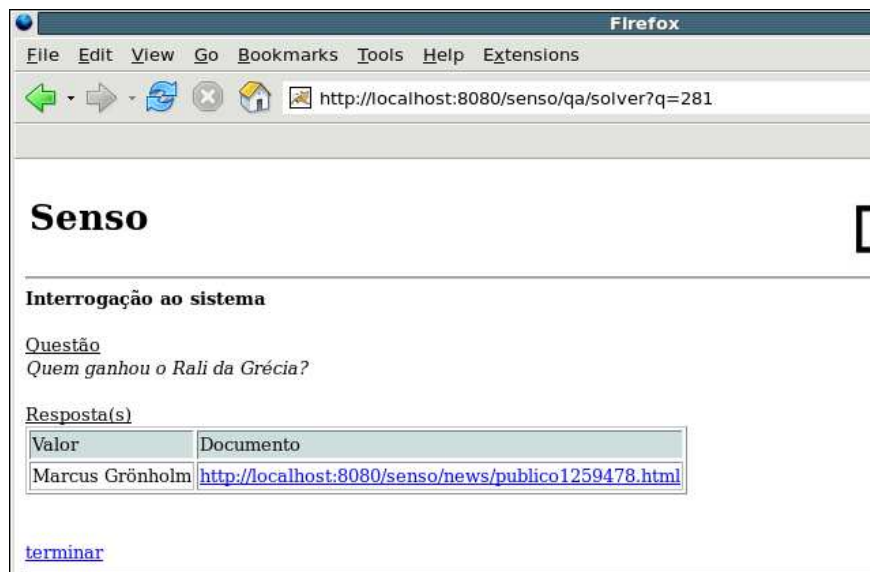 Firefox
File Edit View Go Bookmarks Tools Help Extensions
http://localhost:8080/senso/qa/solver?q=281
Senso
Interrogação ao sistema
Questão
Quem ganhou o Rali da Grécia?
Resposta(s)
Valor Documento
Marcus Grönholm http://localhost:8080/senso/news/publico1259478.html
terminar